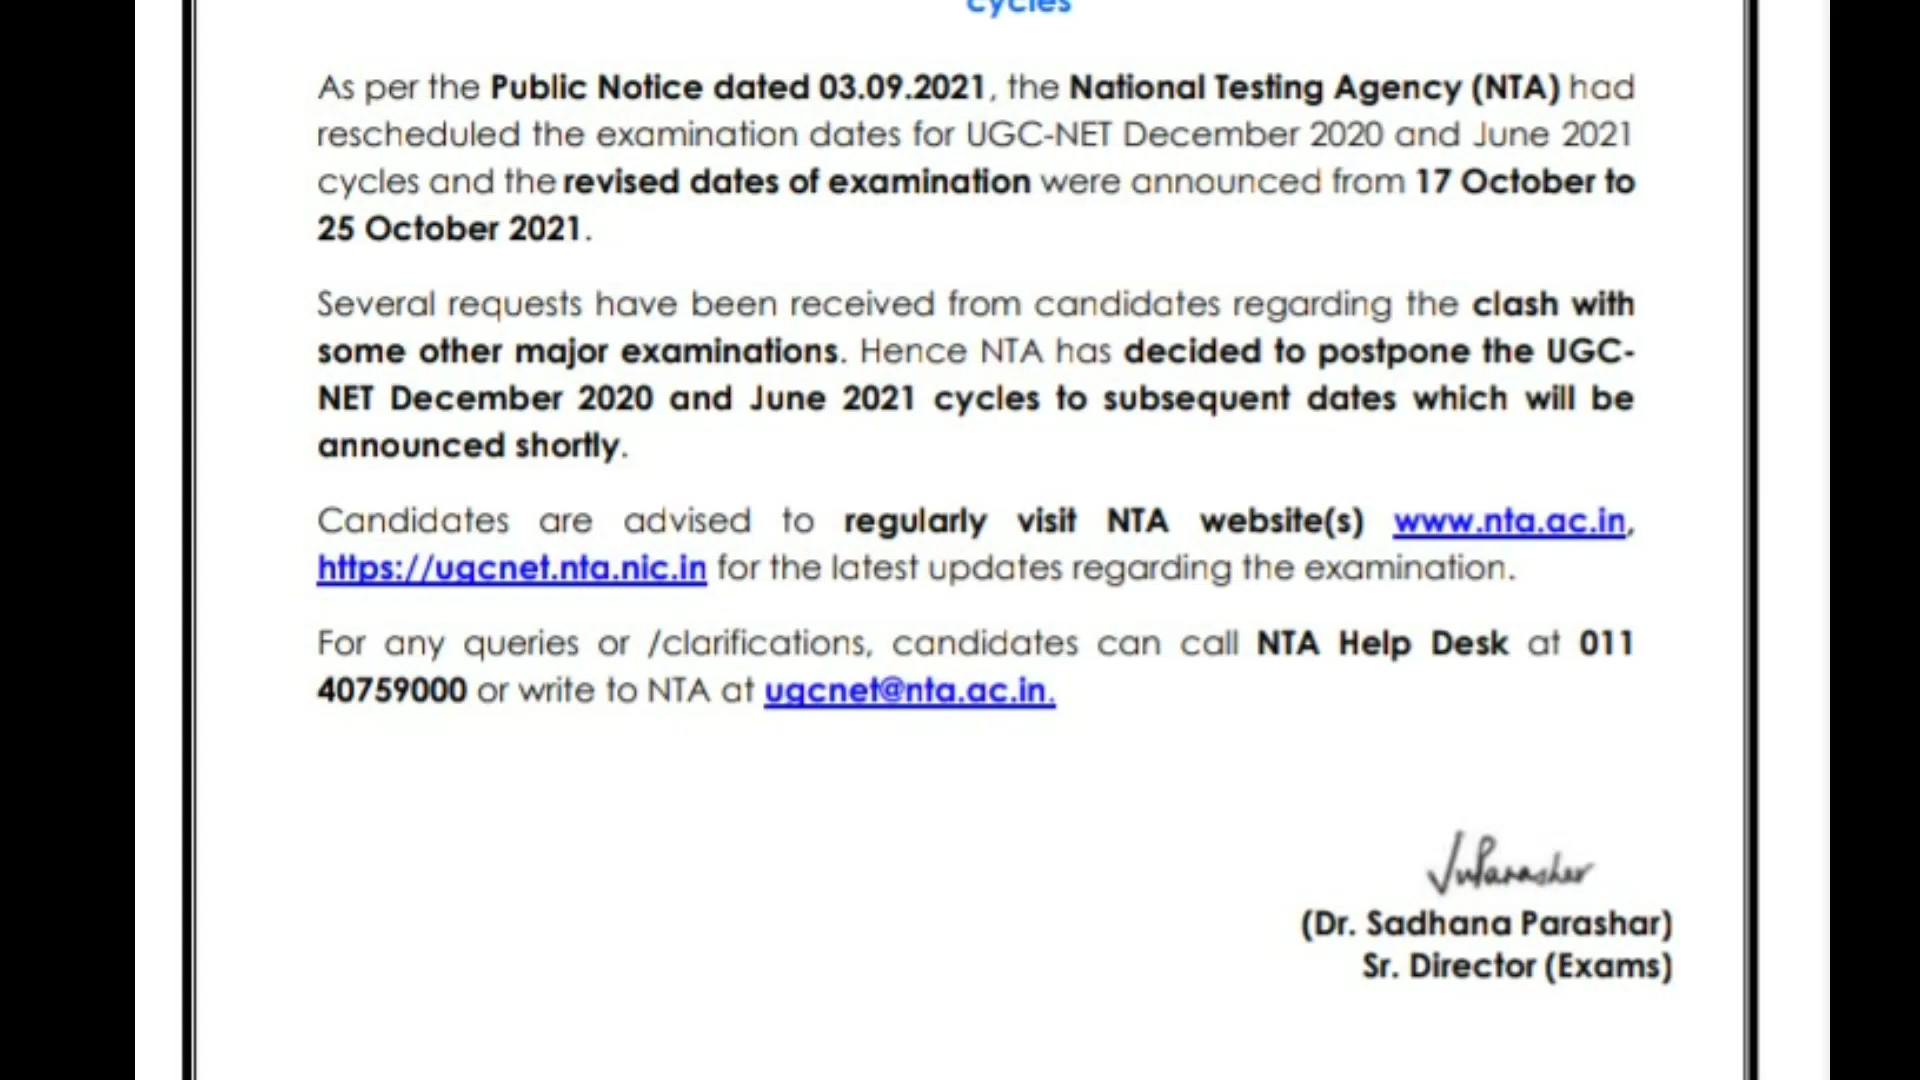 cycles
As per the Public Notice dated 03.09.2021, the National Testing Agency (NTA) had
rescheduled the examination dates for UGC-NET December 2020 and June 2021
cycles and the revised dates of examination were announced from 17 October to
25 October 2021.
Several requests have been received from candidates regarding the clash with
some other major examinations. Hence NTA has decided to postpone the UGC-
NET December 2020 and June 2021 cycles to subsequent dates which will be
announced shortly.
Candidates are advised to regularly visit NTA website(s) www.nta.ac.in,
https://ugcnet.nta.nic.in for the latest updates regarding the examination.
For any queries or /clarifications, candidates can call NTA Help Desk at 011
40759000 or write to NTA at ugcnet@nta.ac.in.
(Dr. Sadhana Parashar)
Sr. Director (Exams)